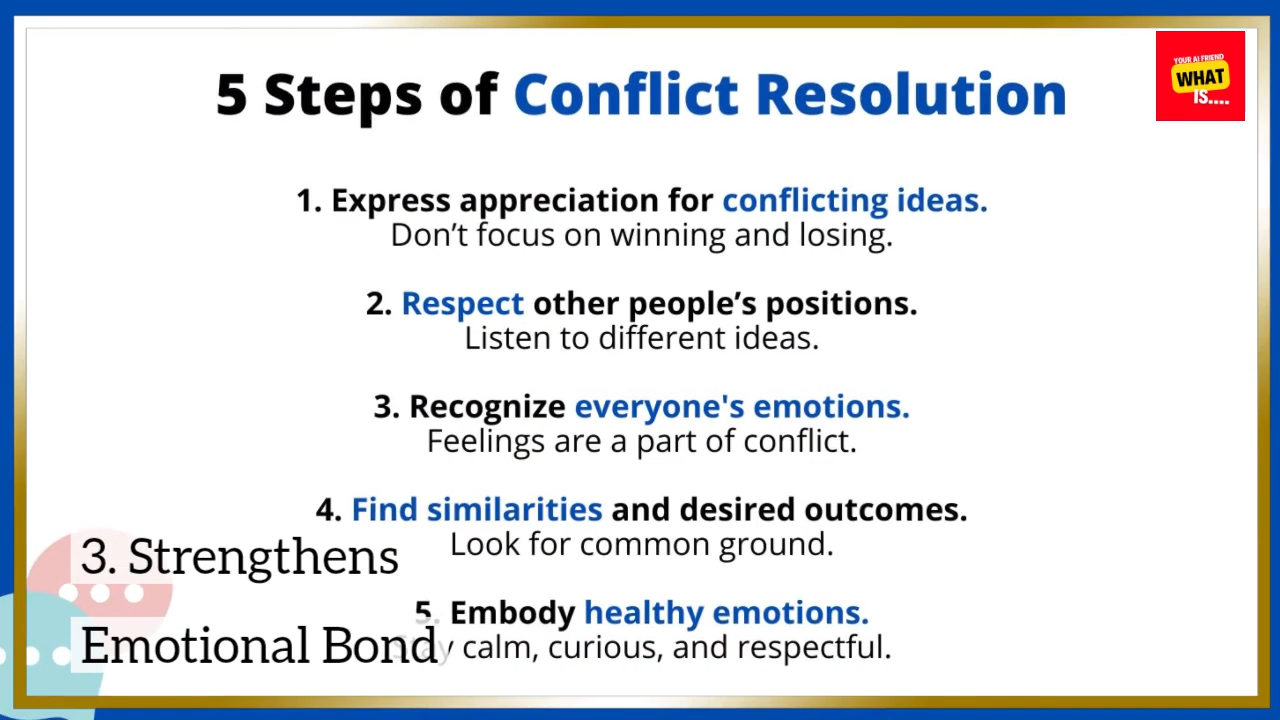 5 Steps of Conflict Resolution
YOUR AI FRIEND
WHAT
IS....
1. Express appreciation for conflicting ideas.
Don’t focus on winning and losing.
2. Respect other people’s positions.
Listen to different ideas.
3. Recognize everyone's emotions.
Feelings are a part of conflict.
4. Find similarities and desired outcomes.
Look for common ground.
3. Strengthens
5. Embody healthy emotions.
Emotional Bond
Stay calm, curious, and respectful.